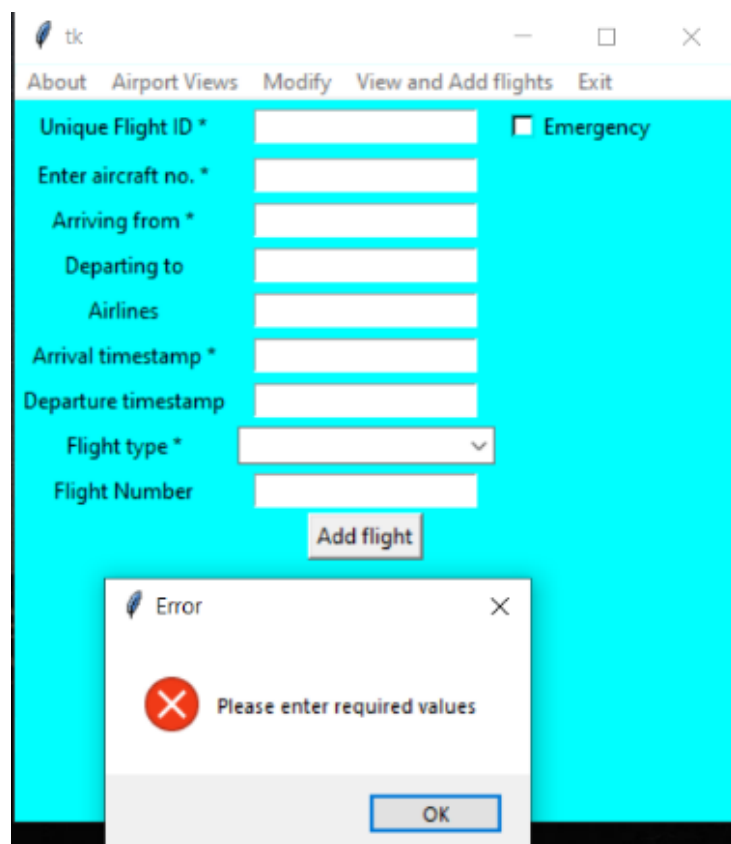 tk
About Airport Views Modify View and Add flights Exit
Unique Flight ID * Emergency
Enter aircraft no. *
Arriving from *
Departing to
Airlines
Arrival timestamp *
Departure timestamp
Flight type *
Flight Number
Add flight
Error
Please enter required values
OK